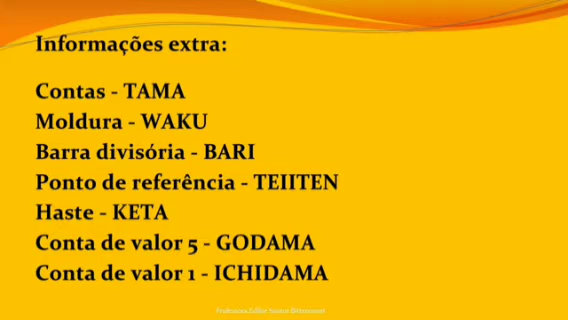 Informações extra:
Contas - TAMA
Moldura - WAKU
Barra divisória - BARI
Ponto de referência - TEIITEN
Haste - KETA
Conta de valor 5 - GODAMA
Conta de valor 1 - ICHIDAMA